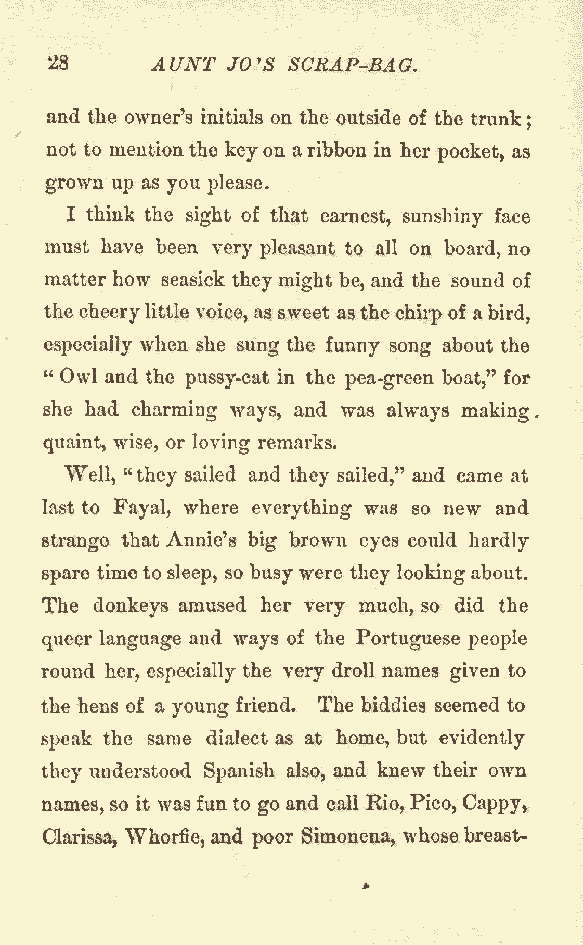 28 AUNT JO'S SCRAP-BAG.
and the owner's initials on the outside of the trunk;
not to mention the key on a ribbon in her pocket, as
grown up as you please.
I think the sight of that earnest, sunshiny face
must have been very pleasant to all on board, no
matter how seasick they might be, and the sound of
the cheery little voice, as sweet as the chirp of a bird,
especially when she sung the funny song about the
"Owl and the pussy-cat in the pea-green boat," for
she had charming ways, and was always making
quaint, wise, or loving remarks.
Well, "they sailed and they sailed," and came at
last to Fayal, where everything was so new and
strange that Annie's big brown eyes could hardly
spare time to sleep, so busy were they looking about.
The donkeys amused her very much, so did the
queer language and ways of the Portuguese people
round her, especially the very droll names given to
the hens of a young friend. The biddies seemed to
speak the same dialect as at home, but evidently
they understood Spanish also, and knew their own
names, so it was fun to go and call Rio, Pico, Cappy,
Clarissa, Whorfie, and poor Simonena, whose breast-